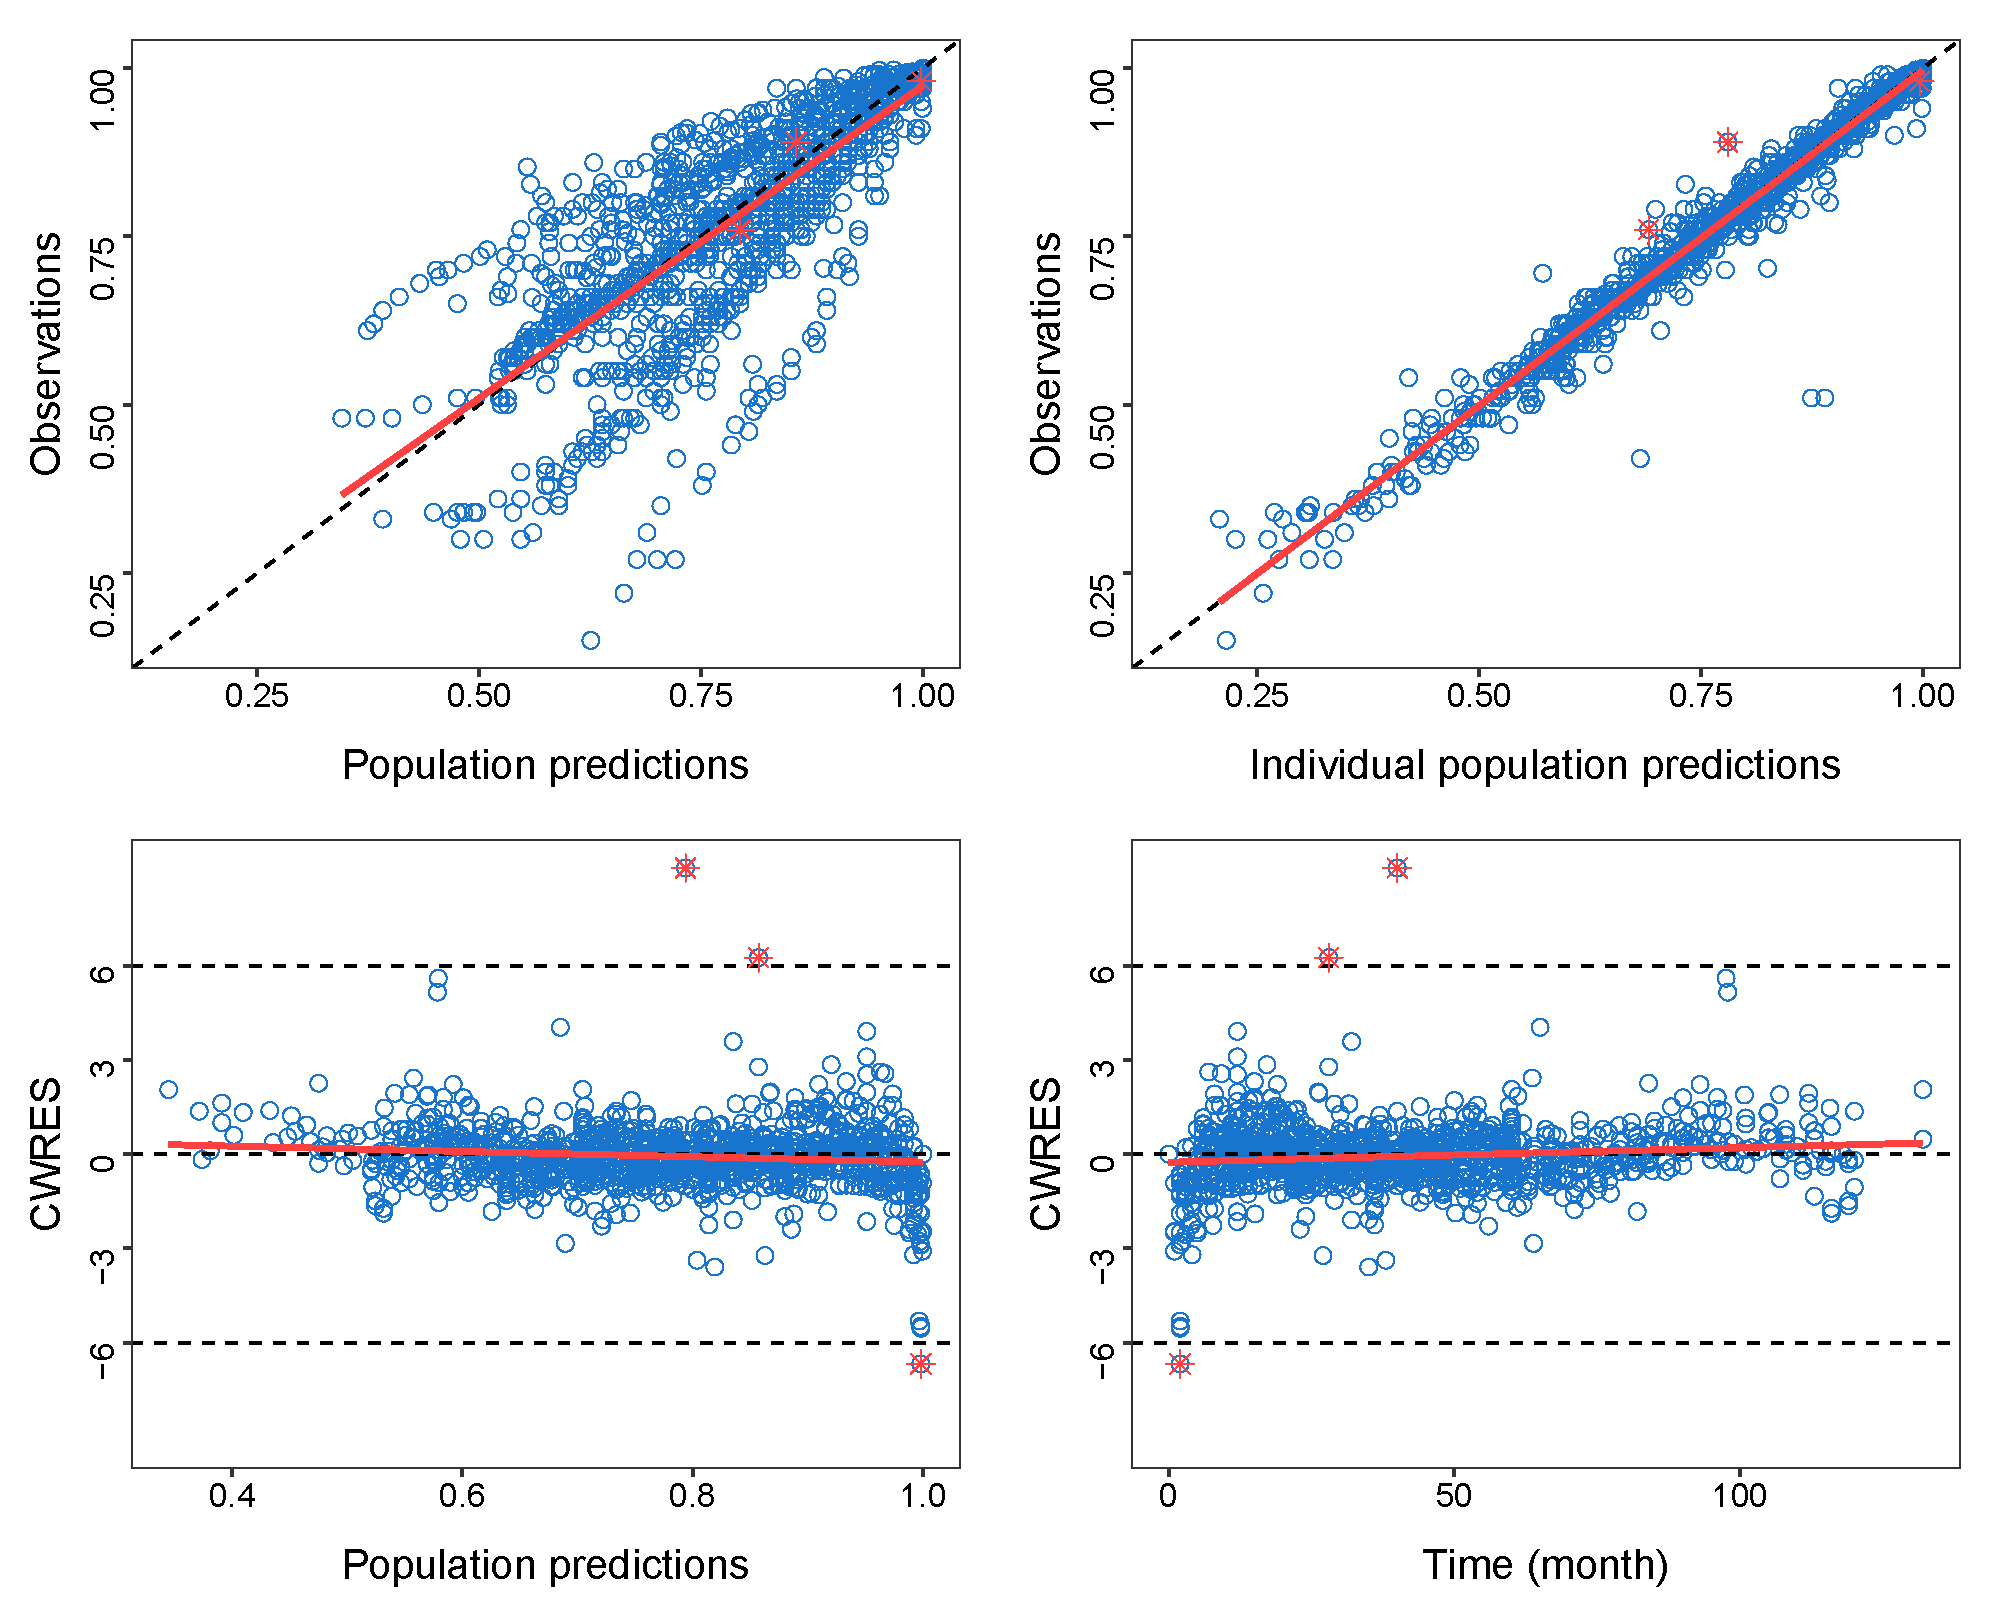 Observations
1.00
0.75
0.50
0.25
0.25 0.50 0.75 1.00
Population predictions
Observations
1.00
0.75
0.50
0.25
0.25 0.50 0.75 1.00
Individual population predictions
CWRES
6
3
0
−3
−6
0.4 0.6 0.8 1.0
Population predictions
CWRES
6
3
0
−3
−6
0 50 100
Time (month)